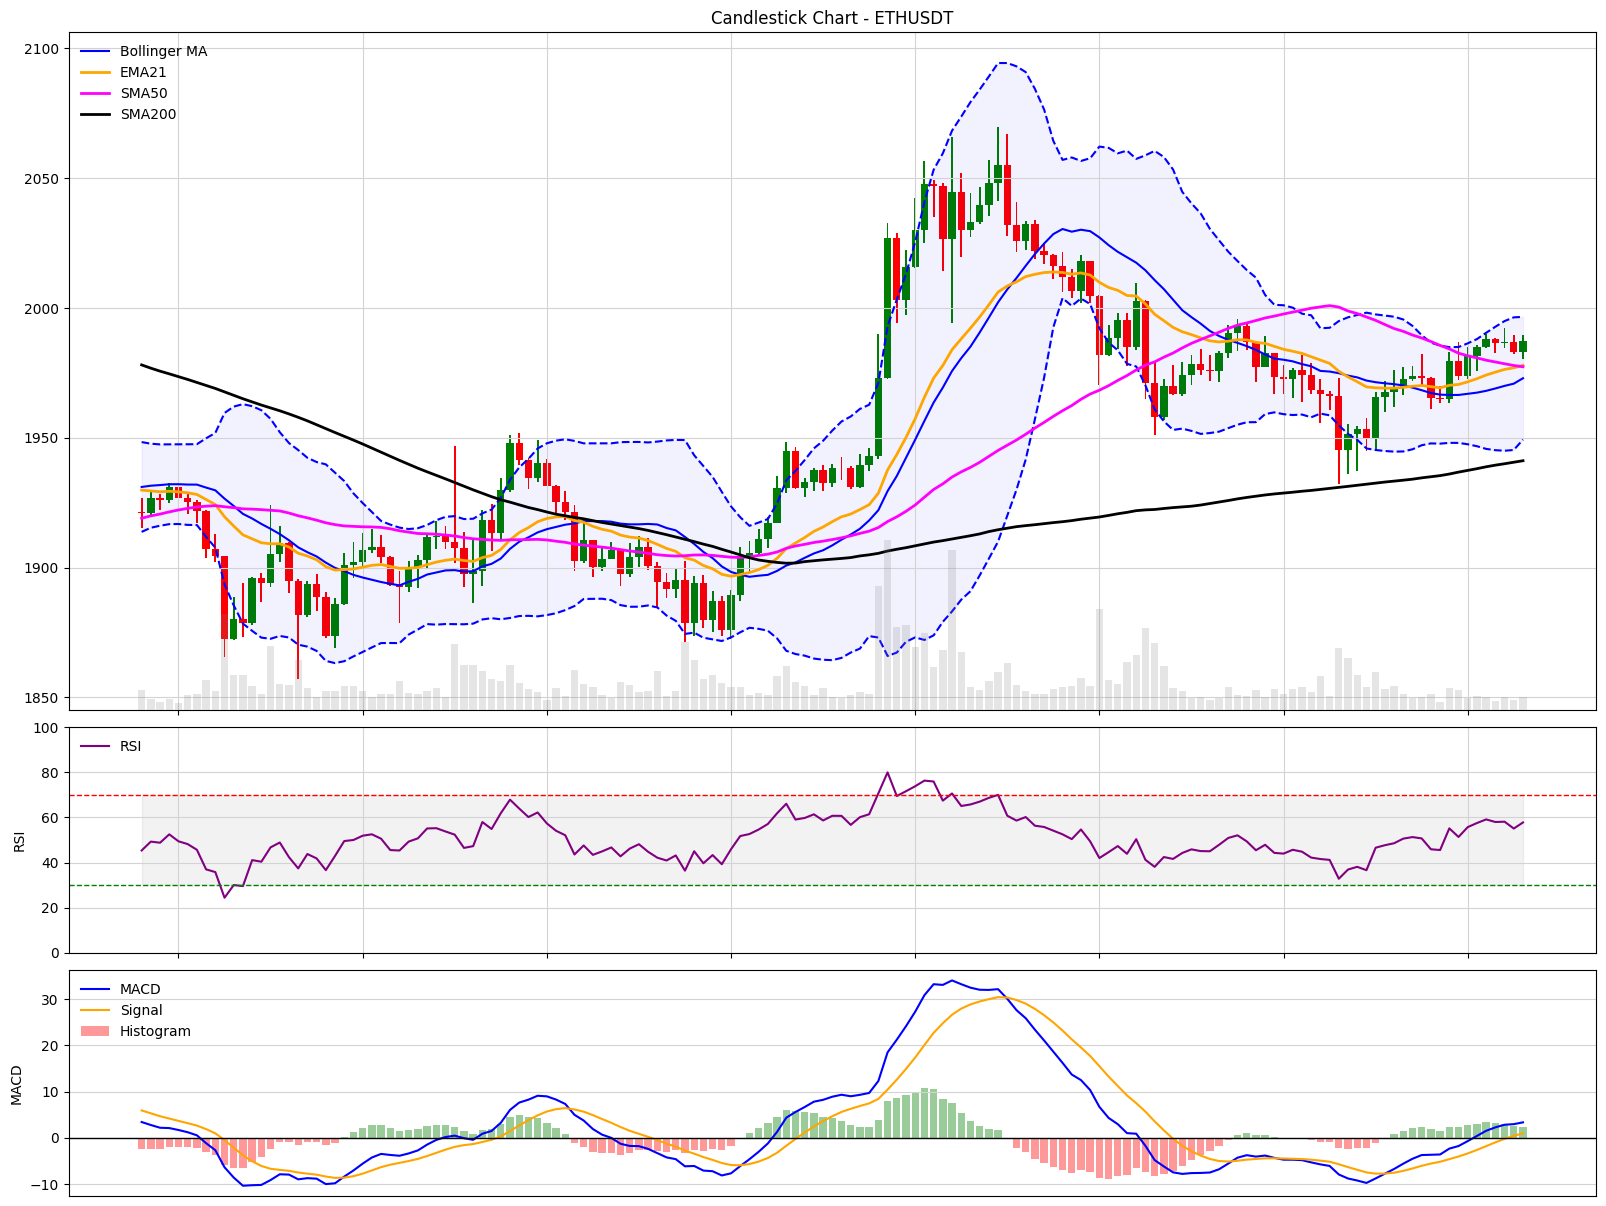 Candlestick Chart - ETHUSDT
Bollinger MA
EMA21
SMA50
SMA200
2100
2050
2000
1950
1900
1850
RSI
100
80
60
40
20
0
RSI
MACD
Signal
Histogram
30
20
10
0
−10
MACD